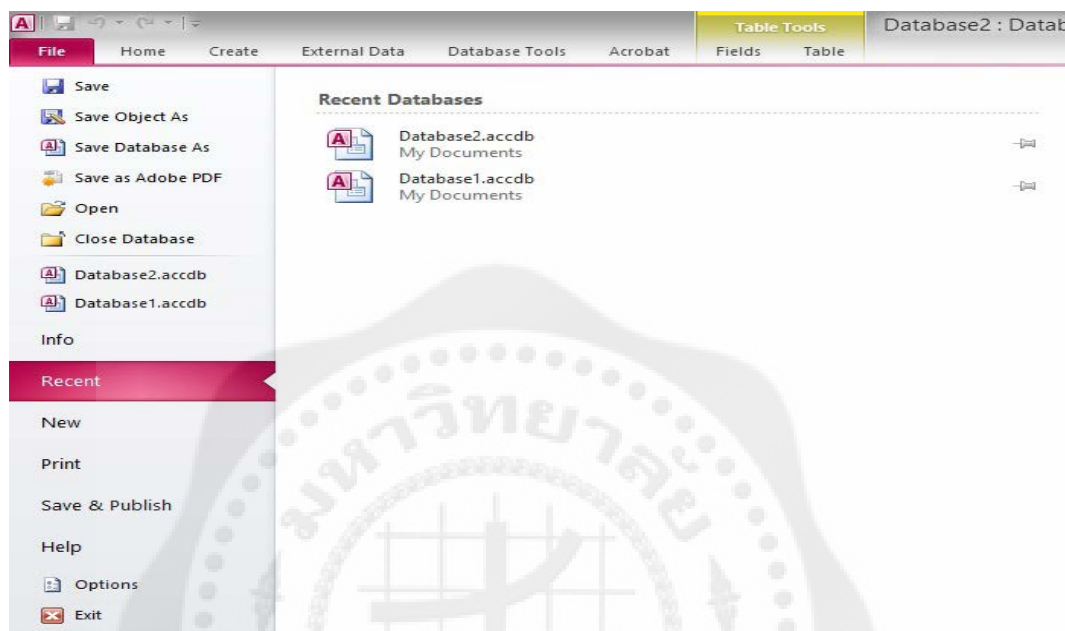 Table Tools
Database2 : Datab
File Home Create External Data Database Tools Acrobat Fields Table
Save
Save Object As
Save Database As
Save as Adobe PDF
Open
Close Database
Database2.accdb
Database1.accdb
Info
Recent
New
Print
Save & Publish
Help
Options
Exit
Recent Databases
Database2.accdb
My Documents
Database1.accdb
My Documents
มหาวิทยาลัย